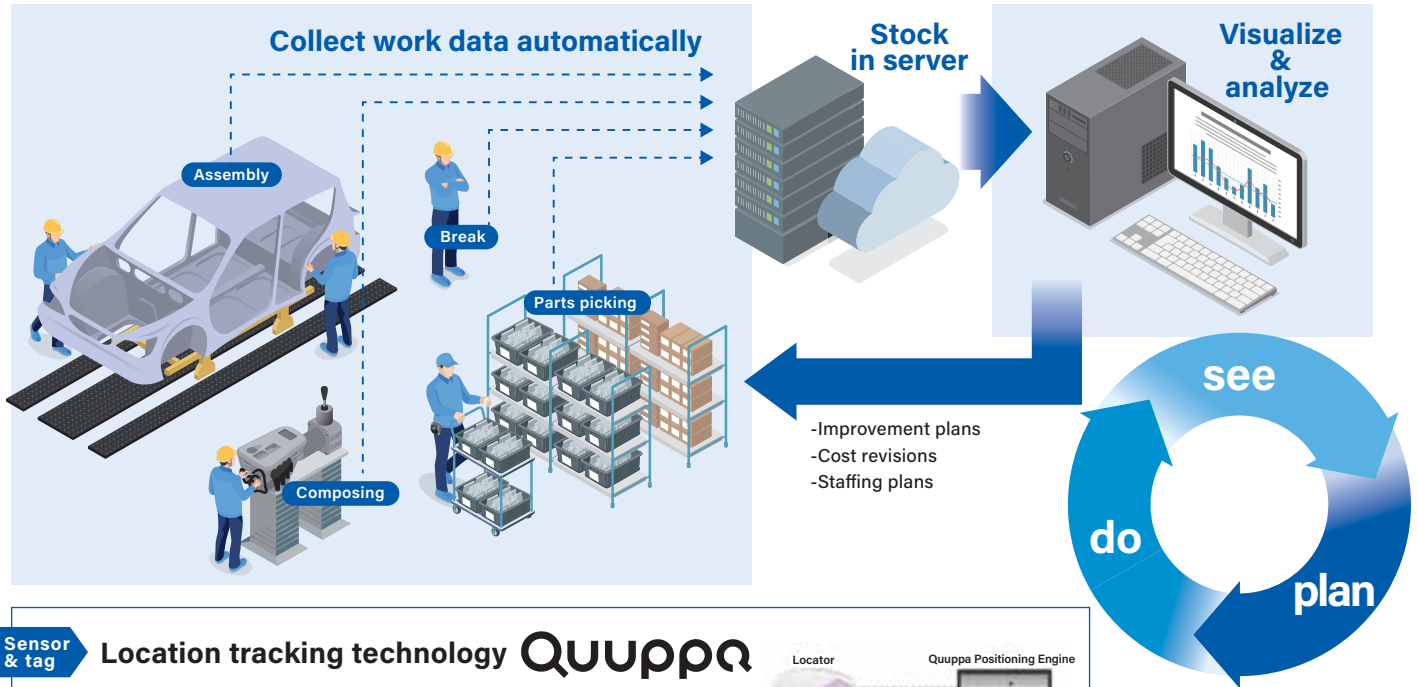 Collect work data automatically
Stock
in server
Visualize
&
analyze
Assembly
Break
Parts picking
Composing
-Improvement plans
-Cost revisions
-Staffing plans
see
do
plan
Sensor
& tag
Location tracking technology Quuppa
Locator
Quuppa Positioning Engine